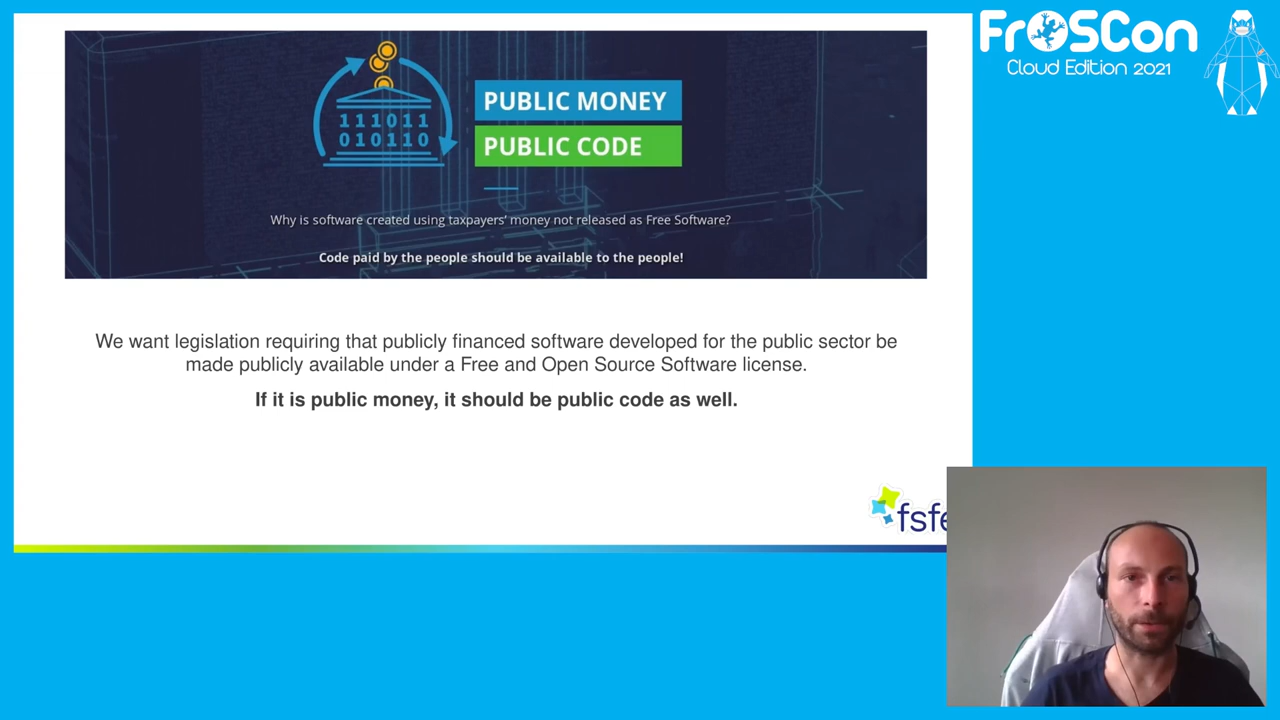 FrOSCon
Cloud Edition 2021
111011
010110
PUBLIC MONEY
PUBLIC CODE
Why is software created using taxpayers' money not released as Free Software?
Code paid by the people should be available to the people!
We want legislation requiring that publicly financed software developed for the public sector be
made publicly available under a Free and Open Source Software license.
If it is public money, it should be public code as well.
fsfe